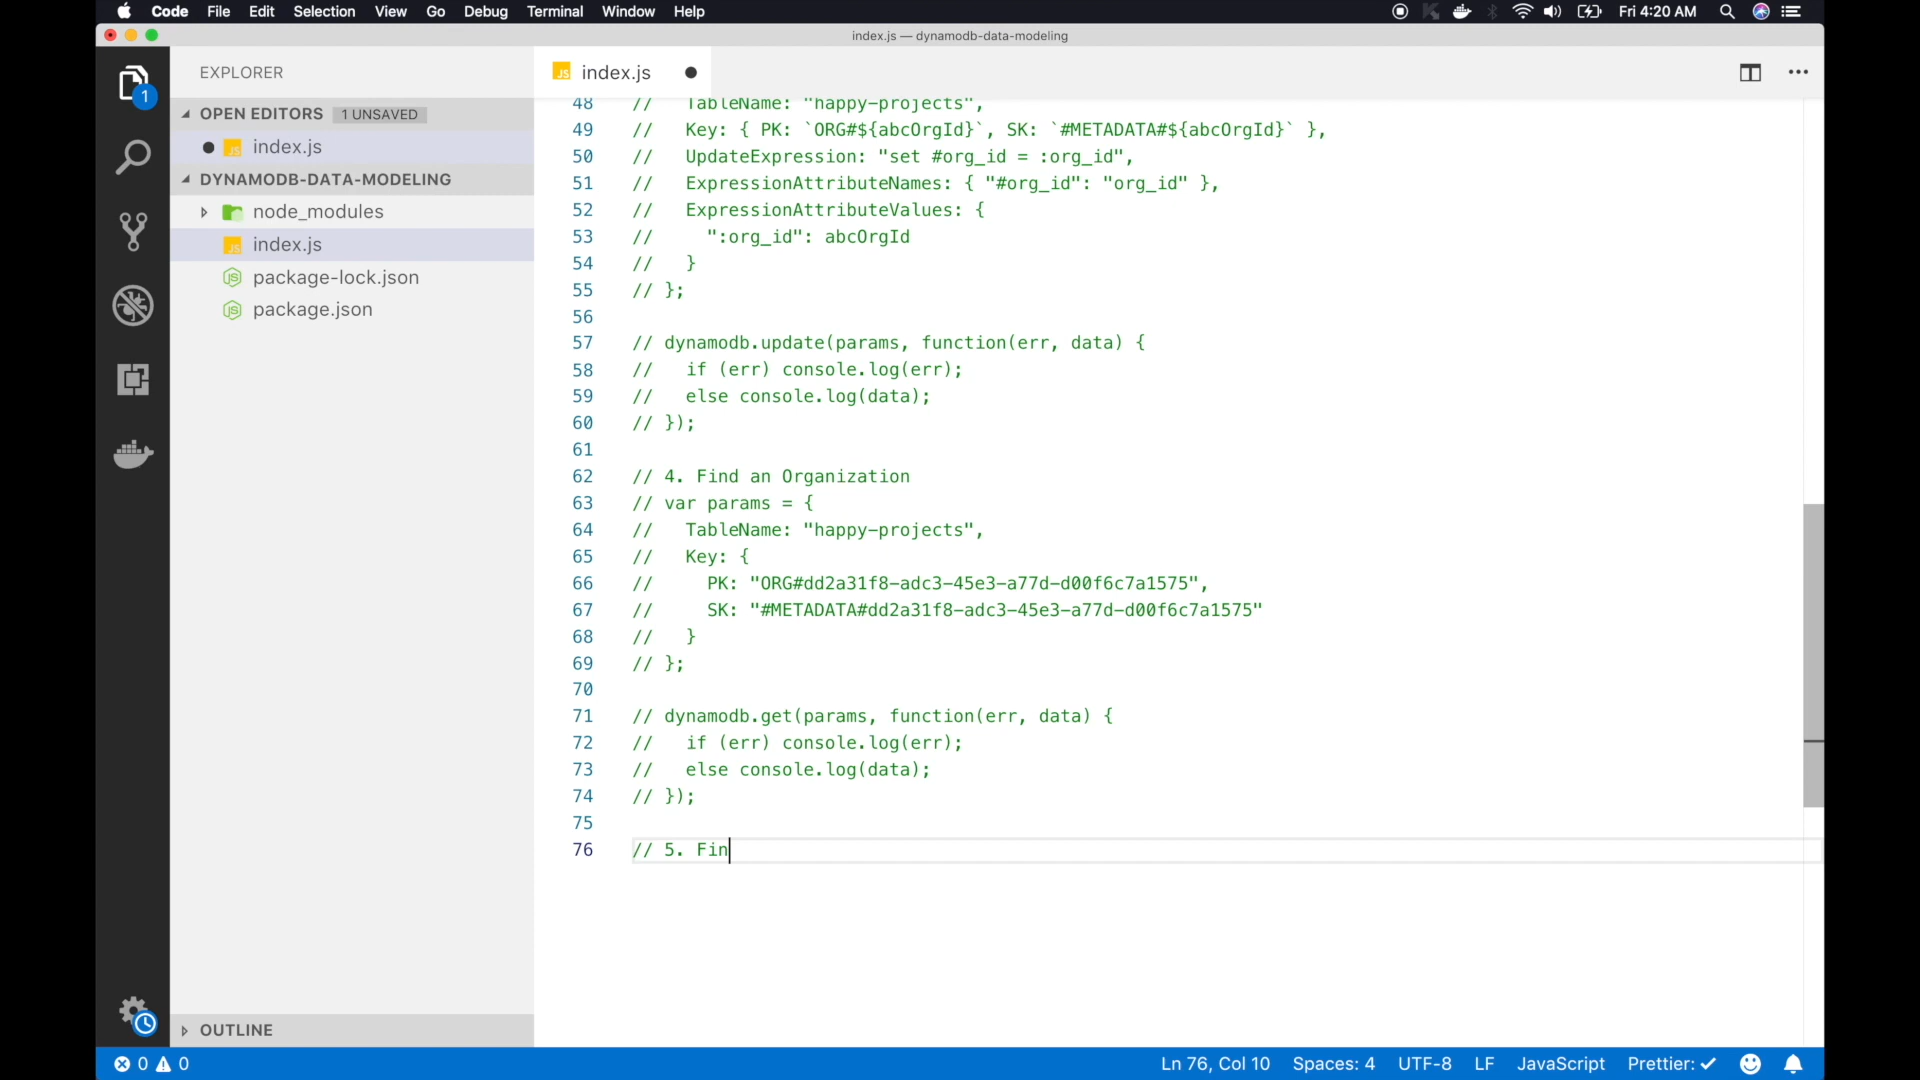 Code File Edit Selection View Go Debug Terminal Window Help Fri 4:20 AM
index.js — dynamodb-data-modeling
EXPLORER
index.js
OPEN EDITORS 1 UNSAVED
index.js
DYNAMODB-DATA-MODELING
node_modules
index.js
package-lock.json
package.json
OUTLINE
1
48 // TableName: "happy-projects",
49 // Key: { PK: `ORG#${abcOrgId}`, SK: `#METADATA#${abcOrgId}` },
50 // UpdateExpression: "set #org_id = :org_id",
51 // ExpressionAttributeNames: { "#org_id": "org_id" },
52 // ExpressionAttributeValues: {
53 // ":org_id": abcOrgId
54 // }
55 // };
56
57 // dynamodb.update(params, function(err, data) {
58 // if (err) console.log(err);
59 // else console.log(data);
60 // });
61
62 // 4. Find an Organization
63 // var params = {
64 // TableName: "happy-projects",
65 // Key: {
66 // PK: "ORG#dd2a31f8-adc3-45e3-a77d-d00f6c7a1575",
67 // SK: "#METADATA#dd2a31f8-adc3-45e3-a77d-d00f6c7a1575"
68 // }
69 // };
70
71 // dynamodb.get(params, function(err, data) {
72 // if (err) console.log(err);
73 // else console.log(data);
74 // });
75
76 // 5. Fin
0 0 Ln 76, Col 10 Spaces: 4 UTF-8 LF JavaScript Prettier: ✓